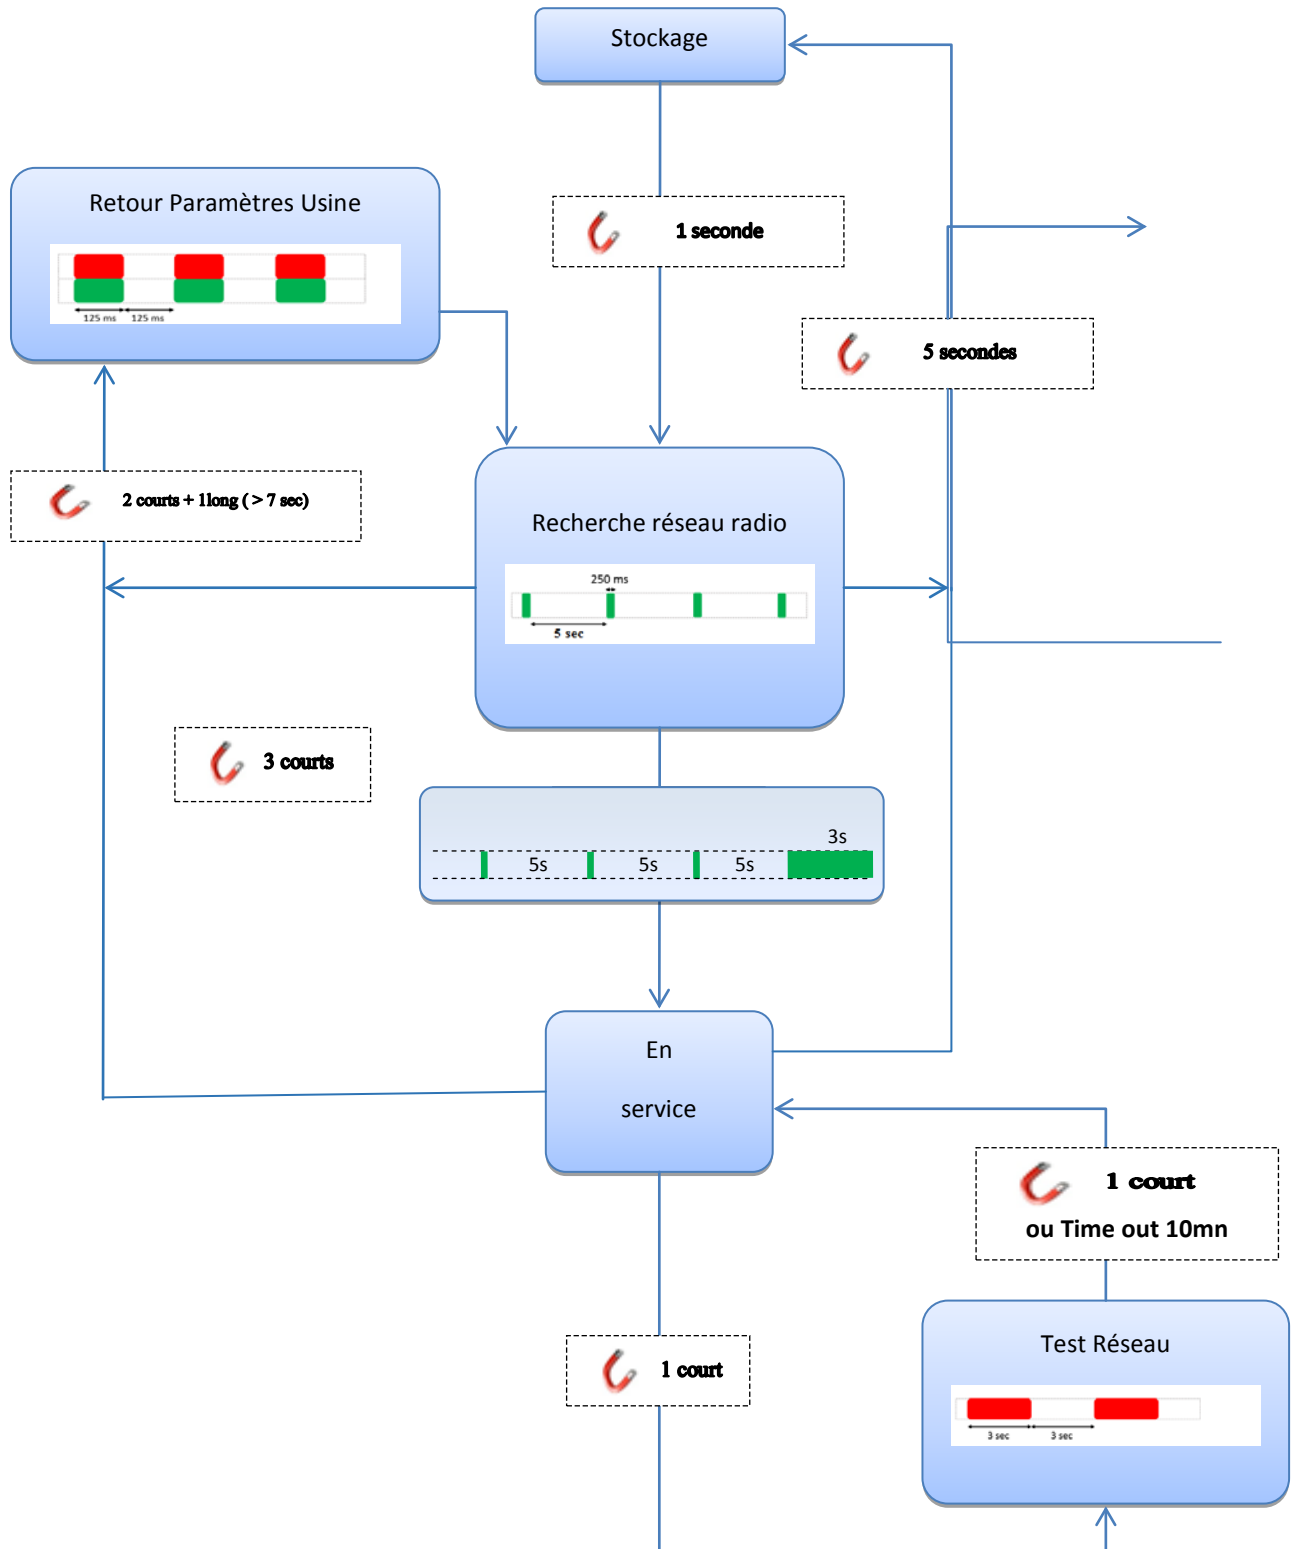 Stockage
Retour Paramètres Usine
125 ms 125 ms
1 seconde
5 secondes
2 courts + 1long ( > 7 sec)
Recherche réseau radio
250 ms
5 sec
3 courts
3s
5s 5s 5s
En
service
1 court
ou Time out 10mn
1 court
Test Réseau
3 sec 3 sec